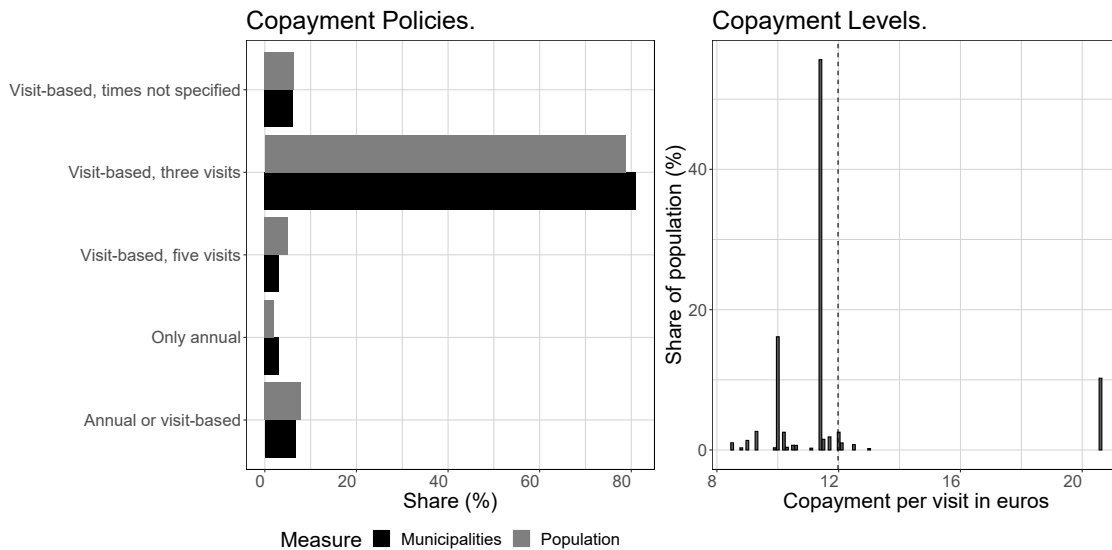 Copayment Policies.
Visit-based, times not specified
Visit-based, three visits
Visit-based, five visits
Only annual
Annual or visit-based
0 20 40 60 80
Share (%)
Measure Municipalities Population
Copayment Levels.
Share of population (%)
40
20
0
8 12 16 20
Copayment per visit in euros